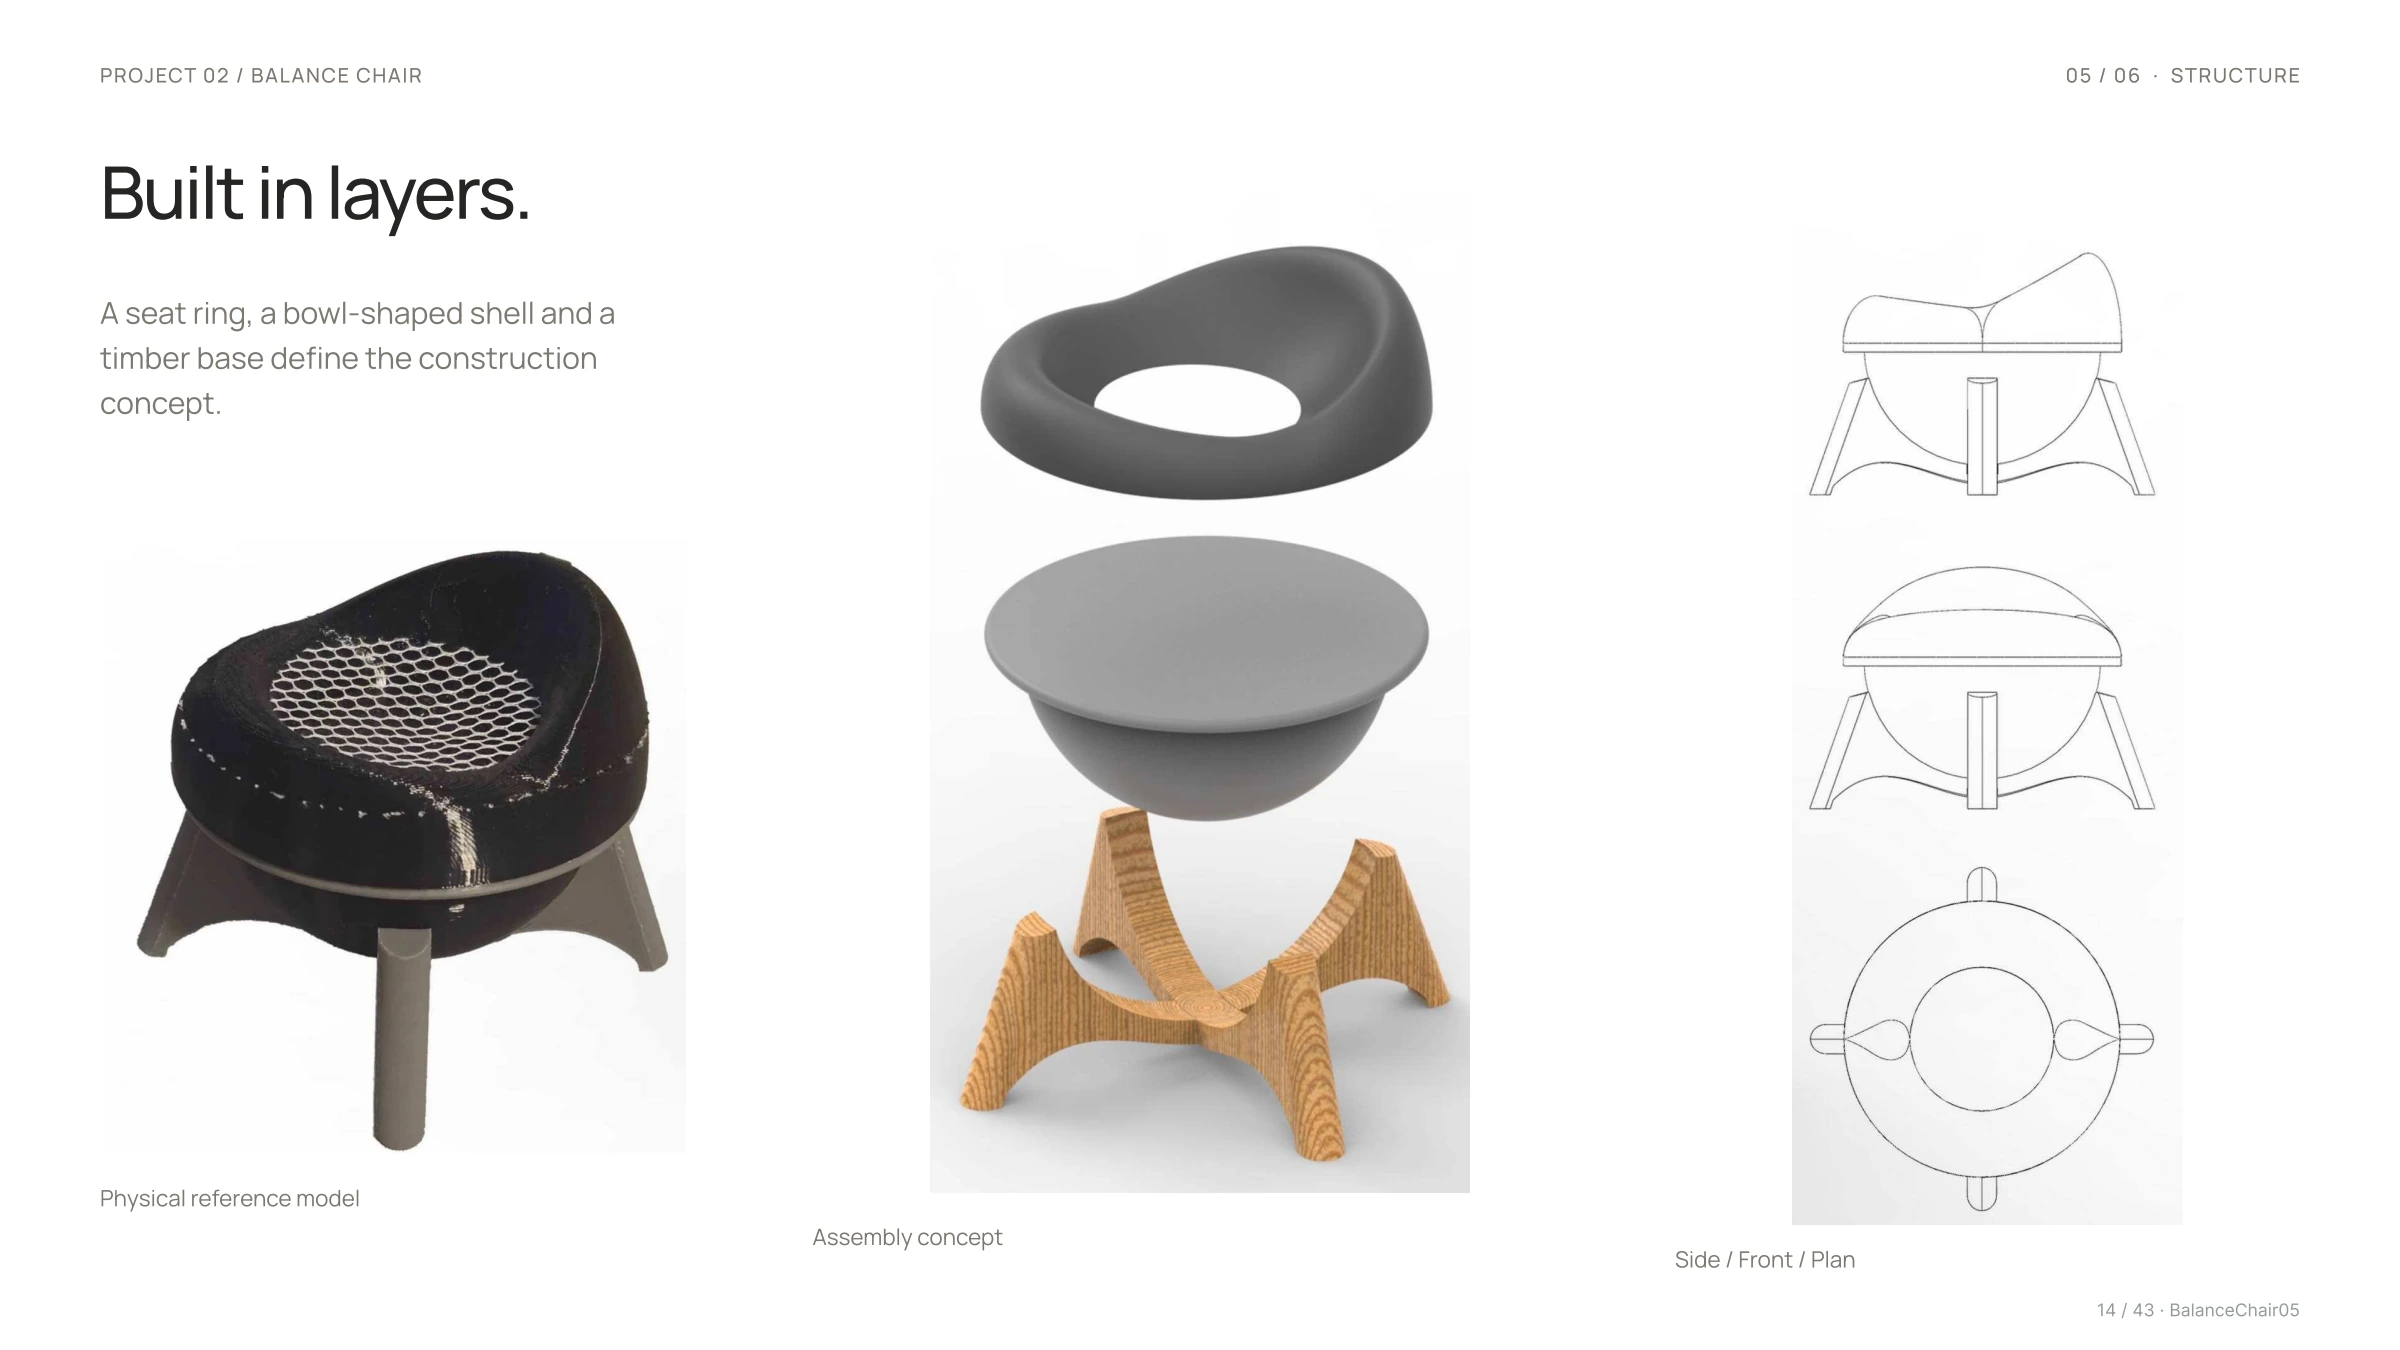 PROJECT 02 / BALANCE CHAIR
05 / 06 · STRUCTURE
Built in layers.
A seat ring, a bowl-shaped shell and a
timber base define the construction
concept.
Physical reference model
Assembly concept
Side / Front / Plan
14 / 43 · BalanceChair05